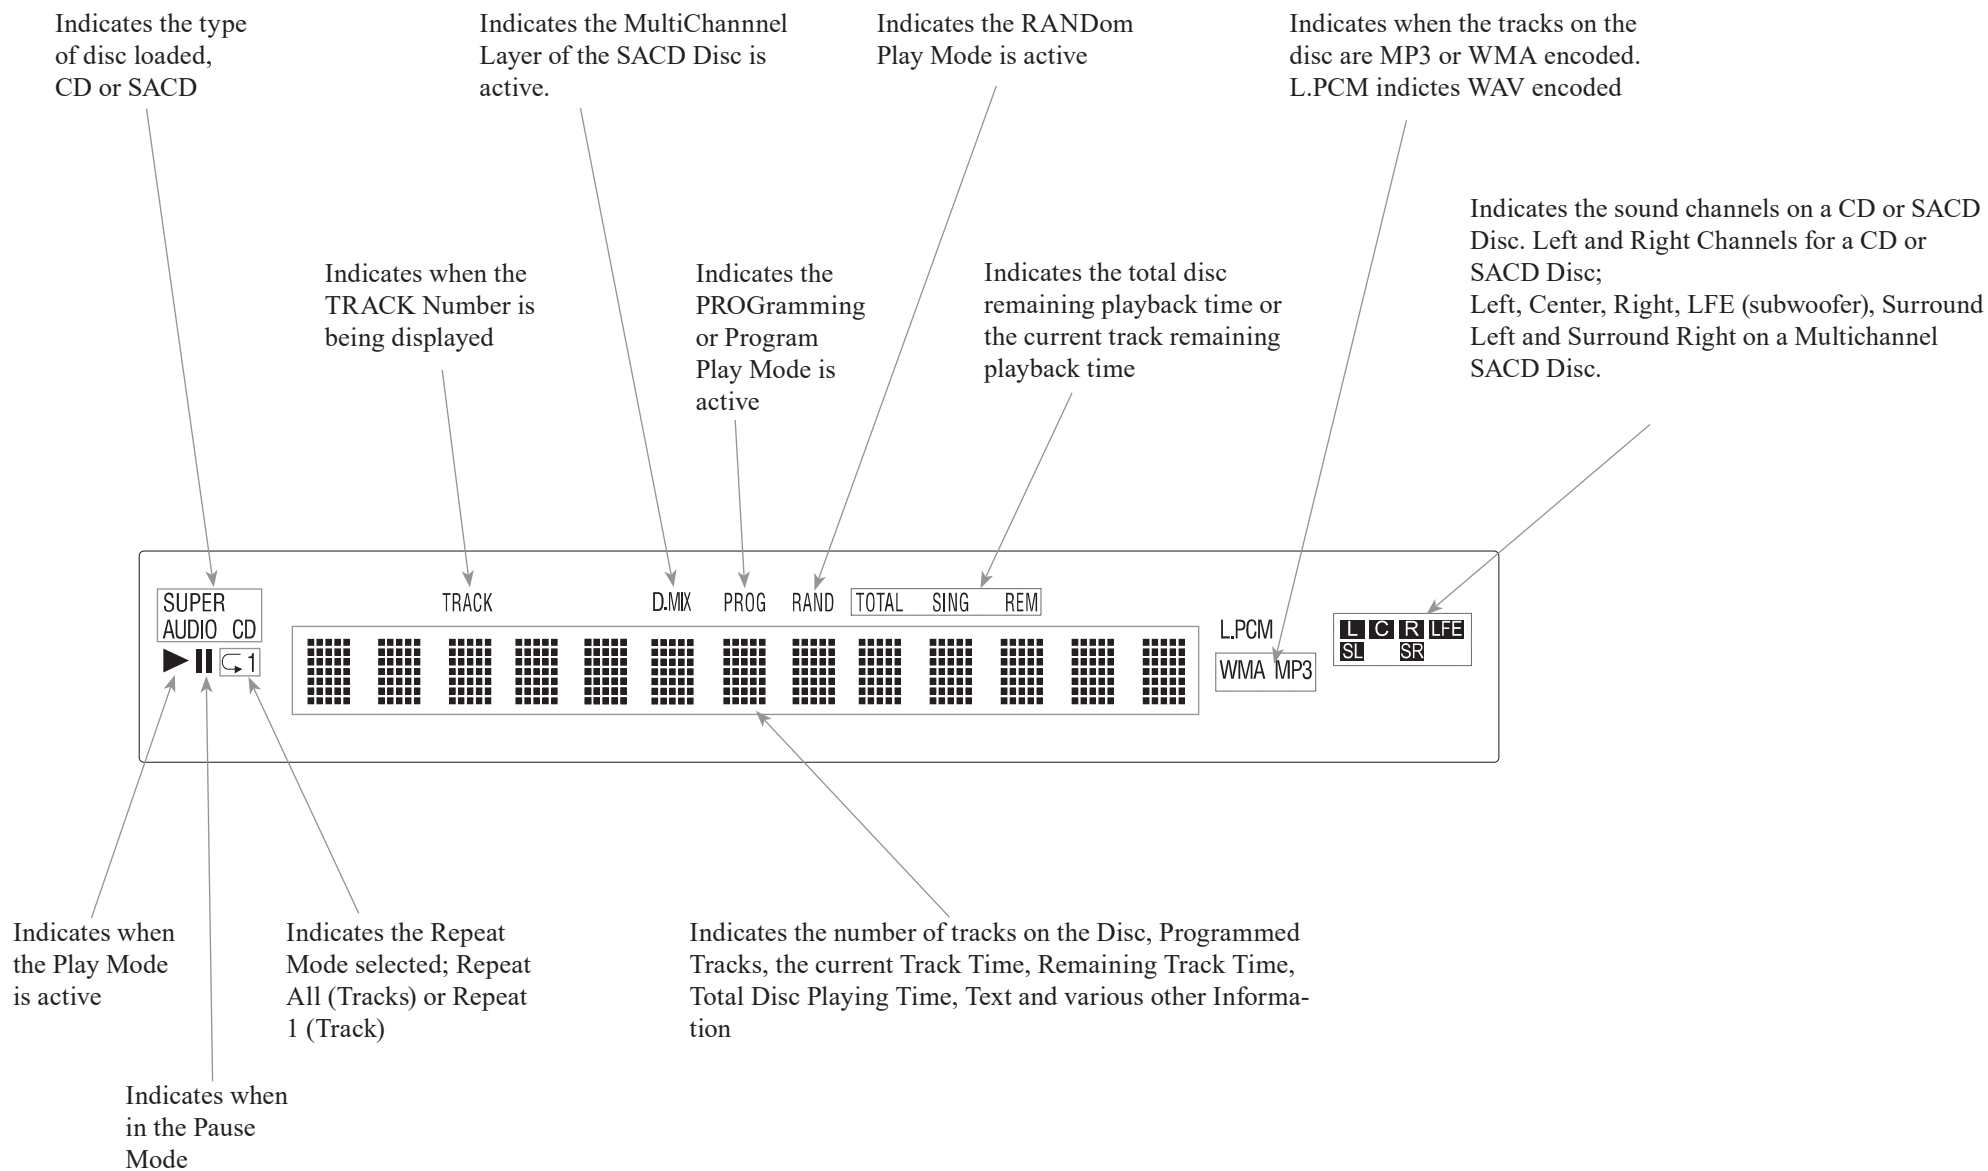 Indicates the type
of disc loaded,
CD or SACD
Indicates the MultiChannnel
Layer of the SACD Disc is
active.
Indicates the RANDom
Play Mode is active
Indicates when the tracks on the
disc are MP3 or WMA encoded.
L.PCM indictes WAV encoded
Indicates the sound channels on a CD or SACD
Disc. Left and Right Channels for a CD or
SACD Disc;
Left, Center, Right, LFE (subwoofer), Surround
Left and Surround Right on a Multichannel
SACD Disc.
Indicates when the
TRACK Number is
being displayed
Indicates the
PROGramming
or Program
Play Mode is
active
Indicates the total disc
remaining playback time or
the current track remaining
playback time
SUPER
AUDIO CD
1
TRACK
D.MIX
PROG
RAND
TOTAL SING REM
L.PCM
WMA MP3
L C R LFE
SL SR
Indicates when
the Play Mode
is active
Indicates the Repeat
Mode selected; Repeat
All (Tracks) or Repeat
1 (Track)
Indicates the number of tracks on the Disc, Programmed
Tracks, the current Track Time, Remaining Track Time,
Total Disc Playing Time, Text and various other Informa-
tion
Indicates when
in the Pause
Mode